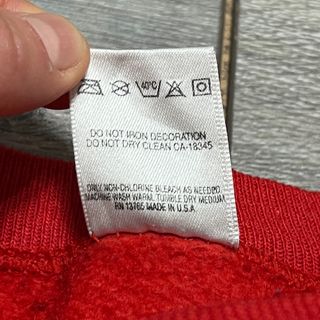 40°C
DO NOT IRON DECORATION
DO NOT DRY CLEAN CA-18345
ONLY NON-CHLORINE BLEACH AS NEEDED,
MACHINE WASH WARM, TUMBLE DRY MEDIUM,
RN 13765 MADE IN U.S.A.